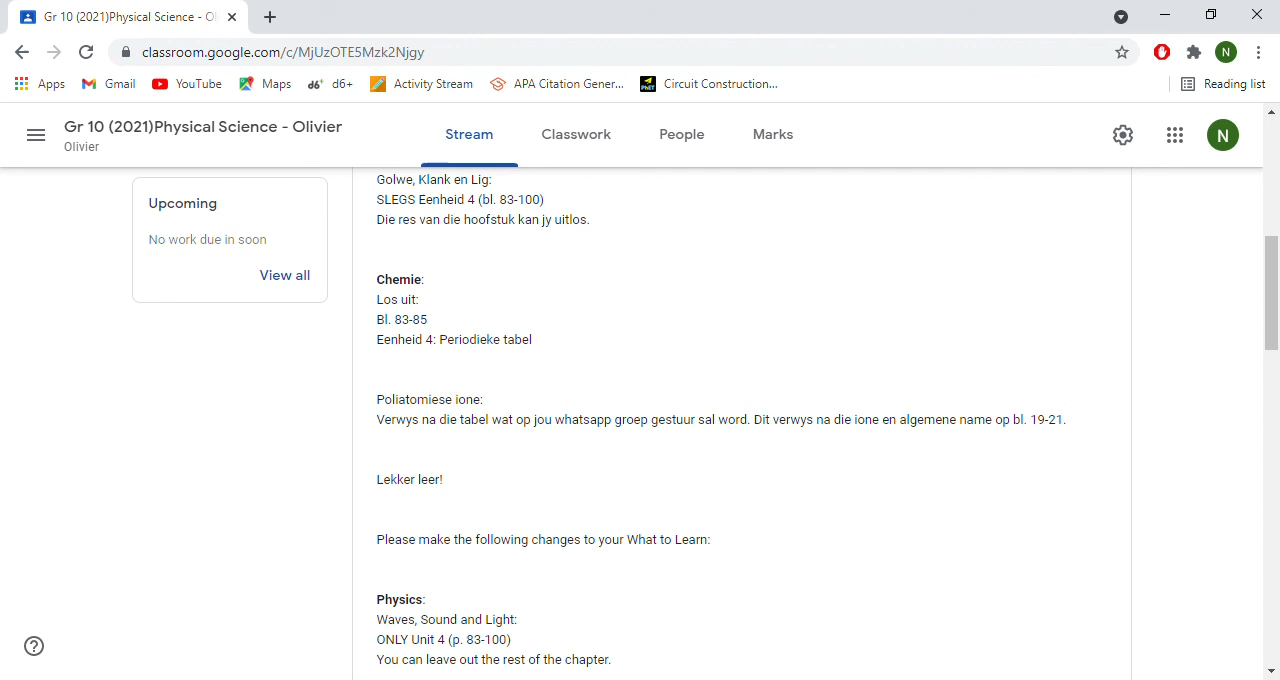 Gr 10 (2021)Physical Science - Ol
classroom.google.com/c/MjUzOTE5Mzk2Njgy
N
Apps
Gmail
YouTube
Maps
d6+
d6+
Activity Stream
APA Citation Gener...
PhET
Circuit Construction...
Reading list
Gr 10 (2021)Physical Science - Olivier
Olivier
Stream
Classwork
People
Marks
N
Upcoming
No work due in soon
View all
Golwe, Klank en Lig:
SLEGS Eenheid 4 (bl. 83-100)
Die res van die hoofstuk kan jy uitlos.
Chemie:
Los uit:
Bl. 83-85
Eenheid 4: Periodieke tabel
Poliatomiese ione:
Verwys na die tabel wat op jou whatsapp groep gestuur sal word. Dit verwys na die ione en algemene name op bl. 19-21.
Lekker leer!
Please make the following changes to your What to Learn:
Physics:
Waves, Sound and Light:
ONLY Unit 4 (p. 83-100)
You can leave out the rest of the chapter.